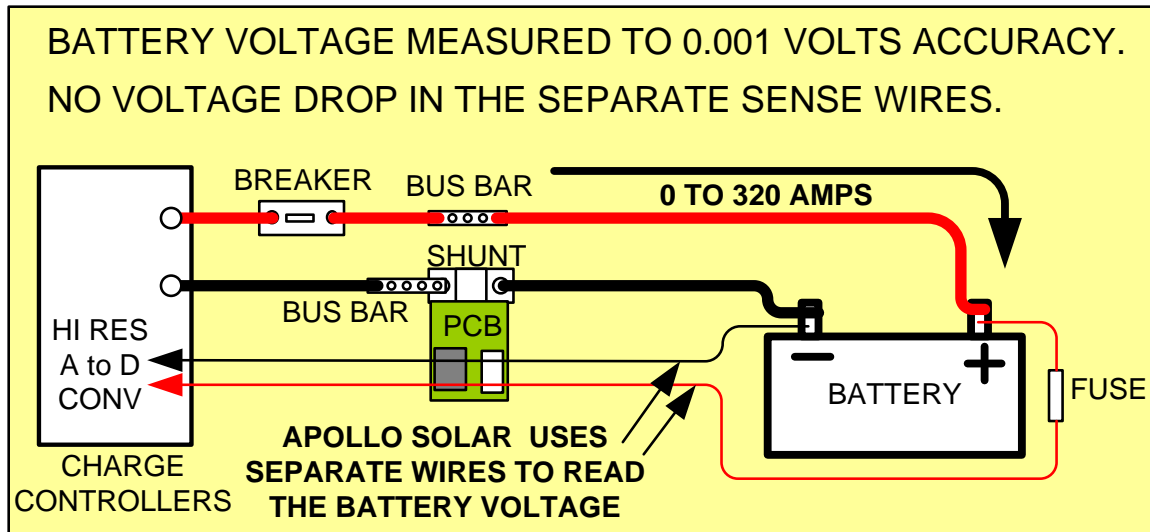 BATTERY VOLTAGE MEASURED TO 0.001 VOLTS ACCURACY.
NO VOLTAGE DROP IN THE SEPARATE SENSE WIRES.
BREAKER
BUS BAR
0 TO 320 AMPS
SHUNT
BUS BAR
PCB
HI RES
A to D
CONV
BATTERY
FUSE
APOLLO SOLAR USES
SEPARATE WIRES TO READ
THE BATTERY VOLTAGE
CHARGE
CONTROLLERS